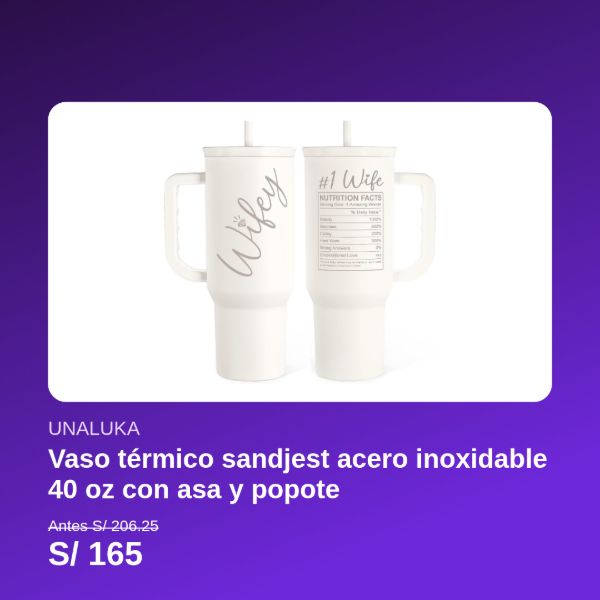 Wifey
#1 Wife
NUTRITION FACTS
% Daily Value*
UNALUKA
Vaso térmico sandjest acero inoxidable
40 oz con asa y popote
Antes S/ 206.25
S/ 165